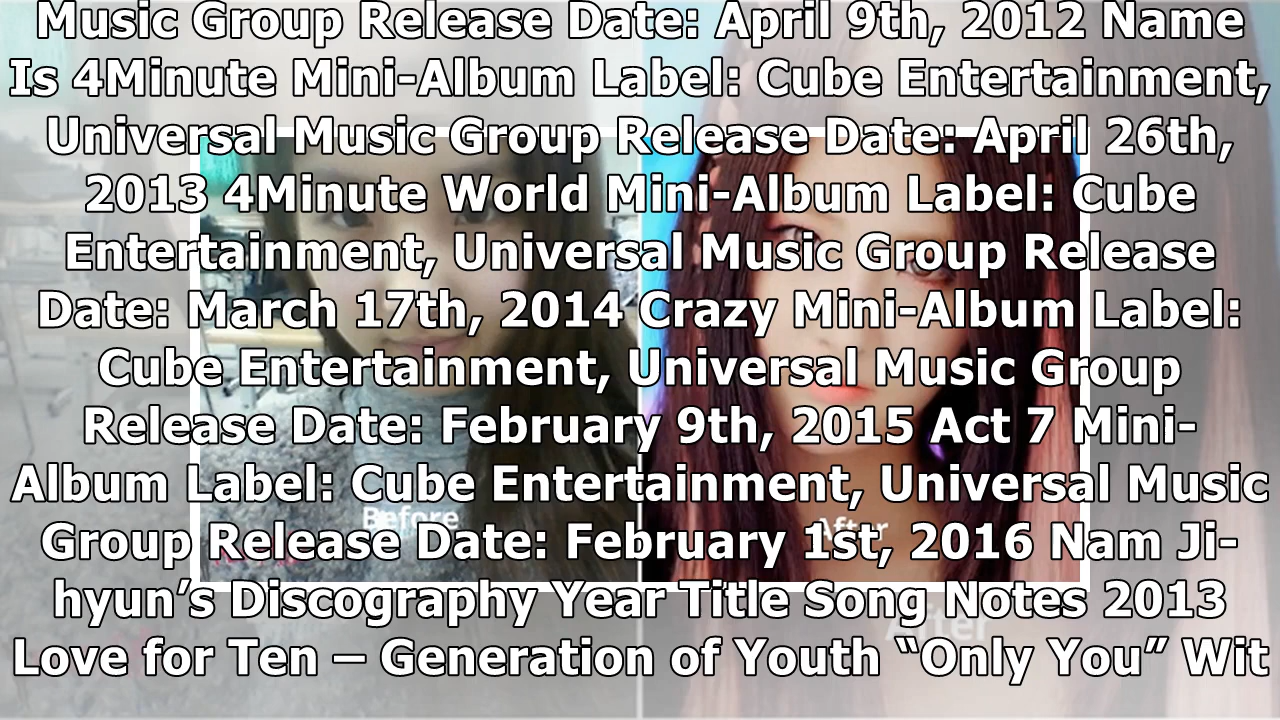 Music Group Release Date: April 9th, 2012 Name
Is 4Minute Mini-Album Label: Cube Entertainment,
Universal Music Group Release Date: April 26th,
2013 4Minute World Mini-Album Label: Cube
Entertainment, Universal Music Group Release
Date: March 17th, 2014 Crazy Mini-Album Label:
Cube Entertainment, Universal Music Group
Release Date: February 9th, 2015 Act 7 Mini-
Album Label: Cube Entertainment, Universal Music
Before
After
Group Release Date: February 1st, 2016 Nam Ji-
hyun’s Discography Year Title Song Notes 2013
After
Love for Ten – Generation of Youth “Only You” Wit